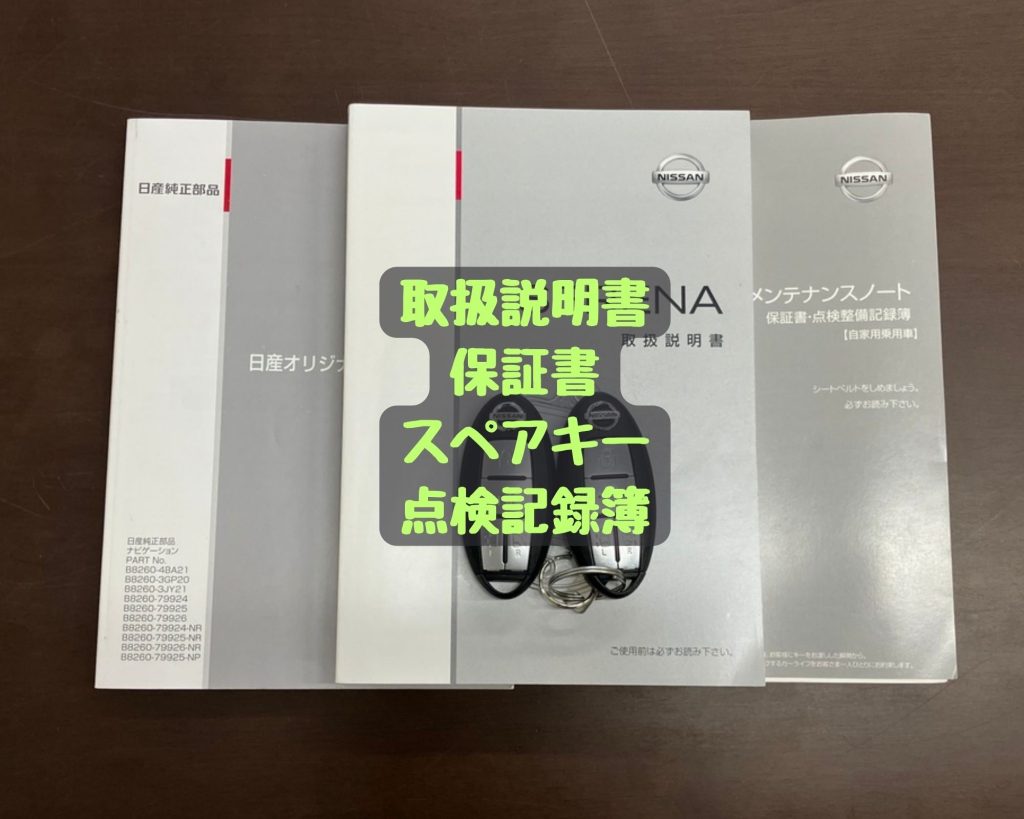 日産純正部品
日産オリジナ
日産純正部品
ナビゲーション
PART No.
B8260-4BA21
B8260-3GP20
B8260-3JY21
B8260-79924
B8260-79925
B8260-79926
B8260-79924-NR
B8260-79925-NR
B8260-79926-NR
B8260-79925-NP
NISSAN
ENA
取扱説明書
取扱説明書
保証書
スペアキー
点検記録簿
NISSAN
NISSAN
L R
ご使用前は必ずお読み下さい。
NISSAN
メンテナンスノート
保証書・点検整備記録簿
【自家用乗用車】
シートベルトをしめましょう。
必ずお読み下さい。